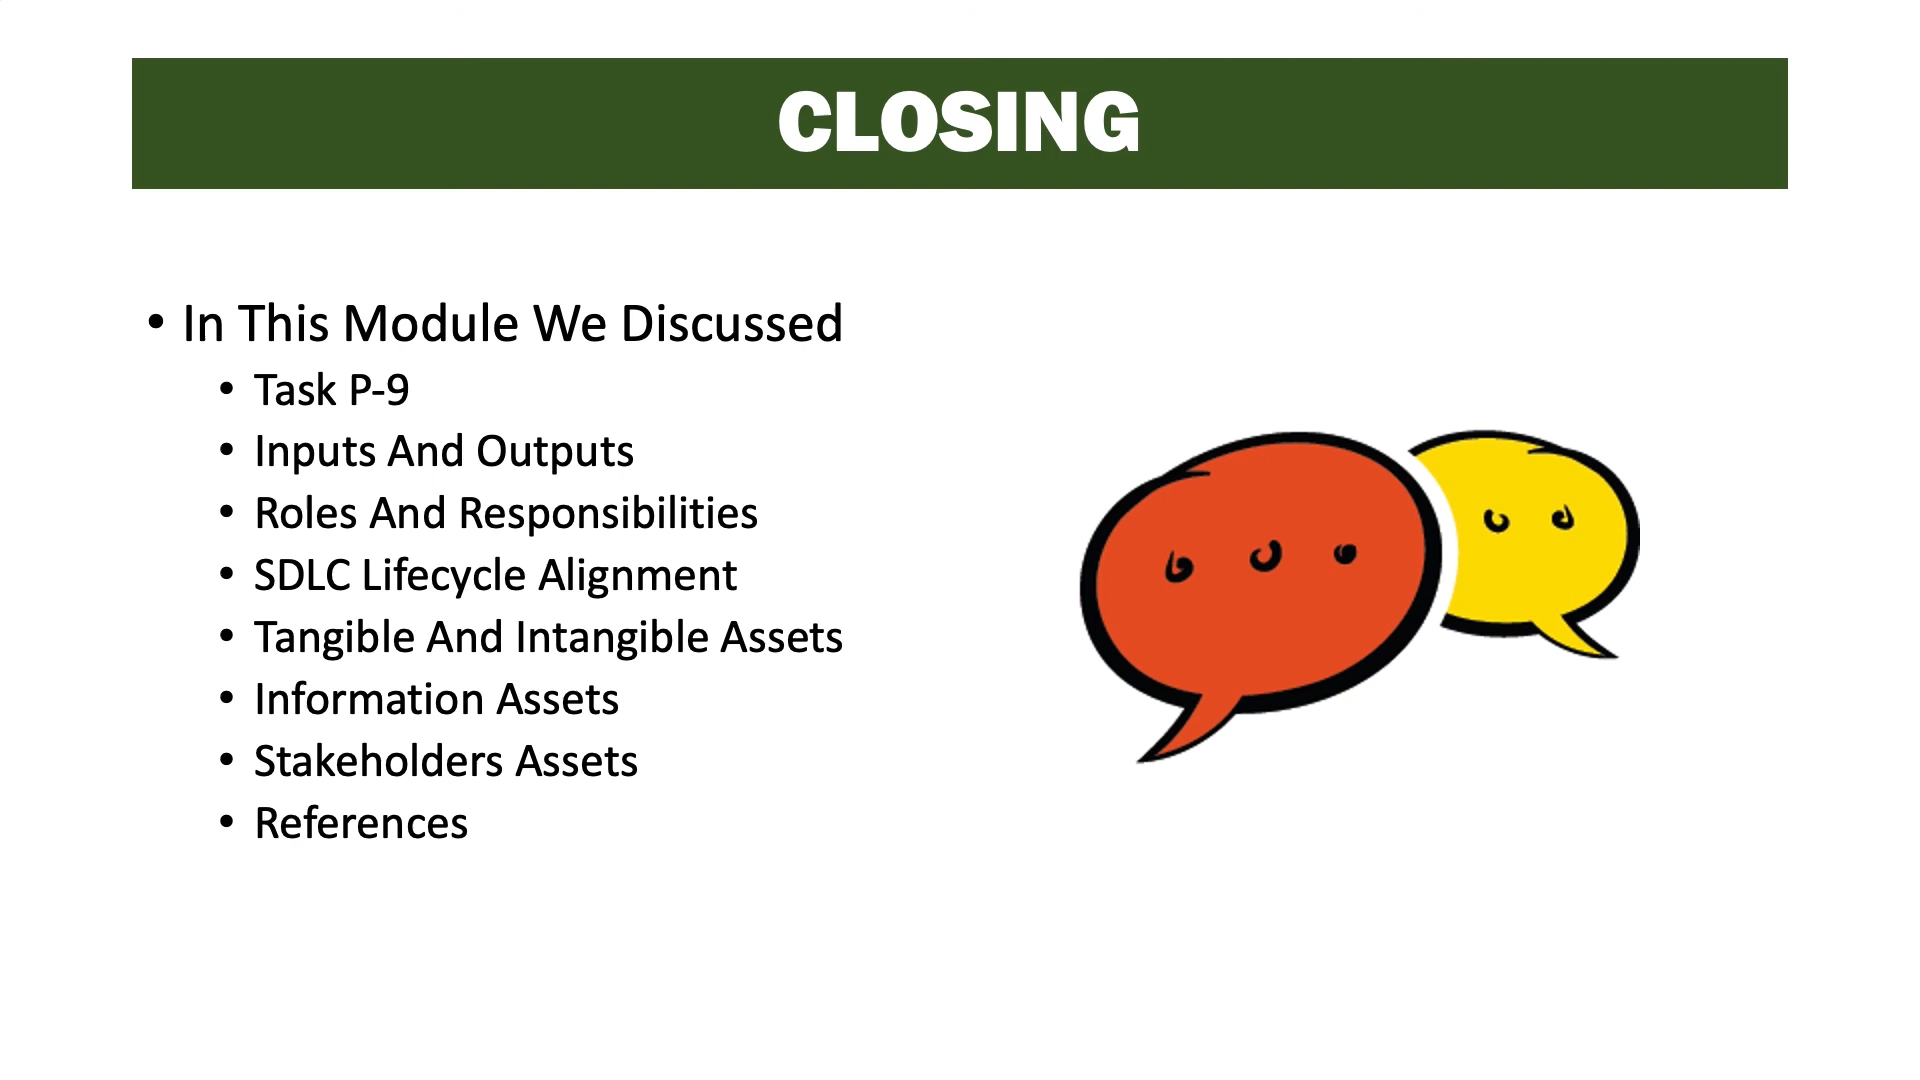 CLOSING
• In This Module We Discussed
• Task P-9
• Inputs And Outputs
• Roles And Responsibilities
• SDLC Lifecycle Alignment
• Tangible And Intangible Assets
• Information Assets
• Stakeholders Assets
• References